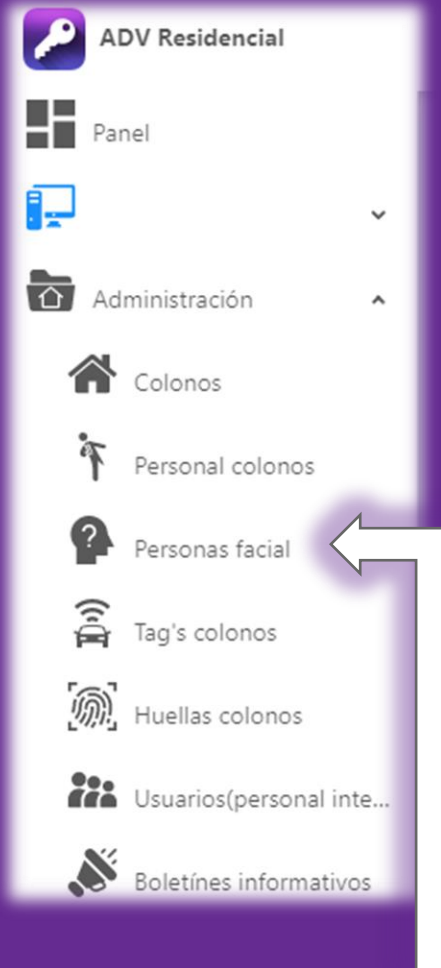 ADV Residencial
Panel
Administración
Colonos
Personal colonos
?
Personas facial
Tag's colonos
Huellas colonos
Usuarios(personal inte...
Boletínes informativos